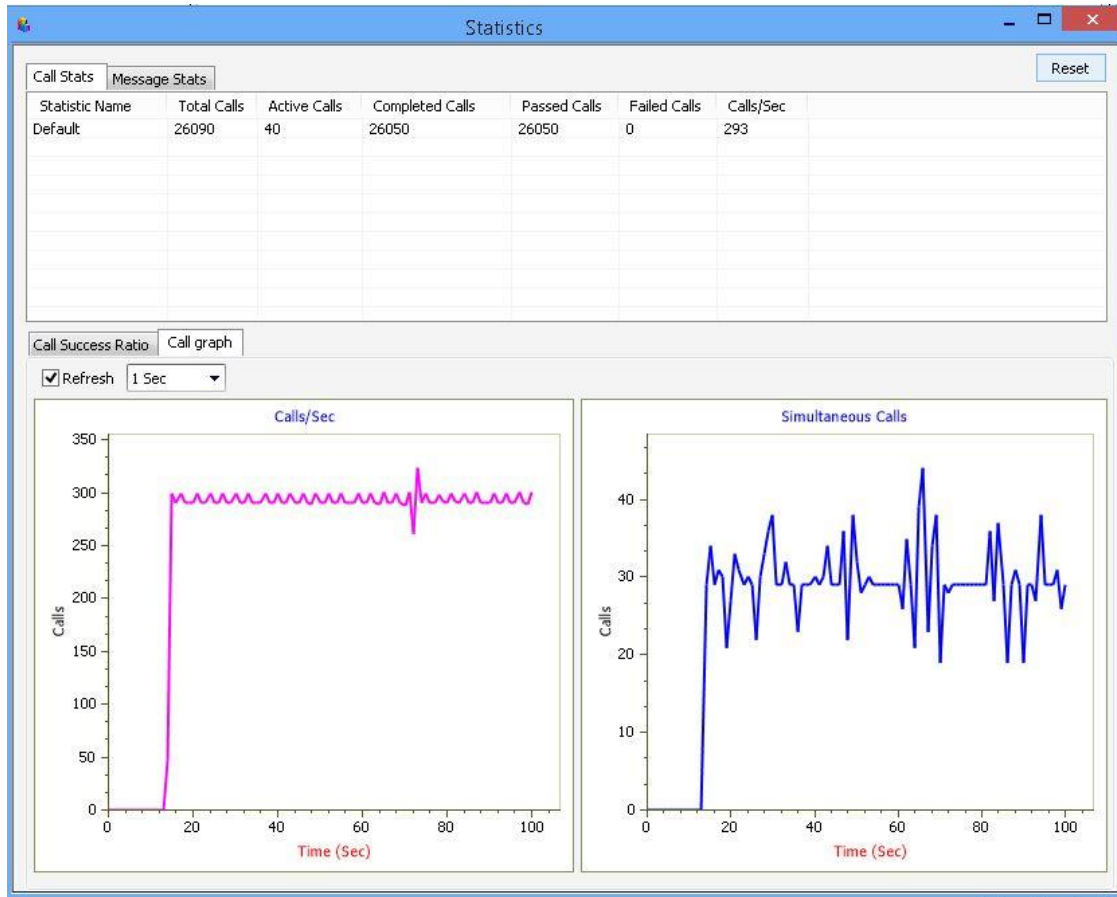 Statistics
Reset
Call Stats Message Stats
Statistic Name Total Calls Active Calls Completed Calls Passed Calls Failed Calls Calls/Sec
Default 26090 40 26050 26050 0 293
Call Success Ratio Call graph
Refresh 1 Sec
Calls/Sec
350
300
250
200
150
100
50
0
Calls
0 20 40 60 80 100
Time (Sec)
Simultaneous Calls
40
30
20
10
0
Calls
0 20 40 60 80 100
Time (Sec)